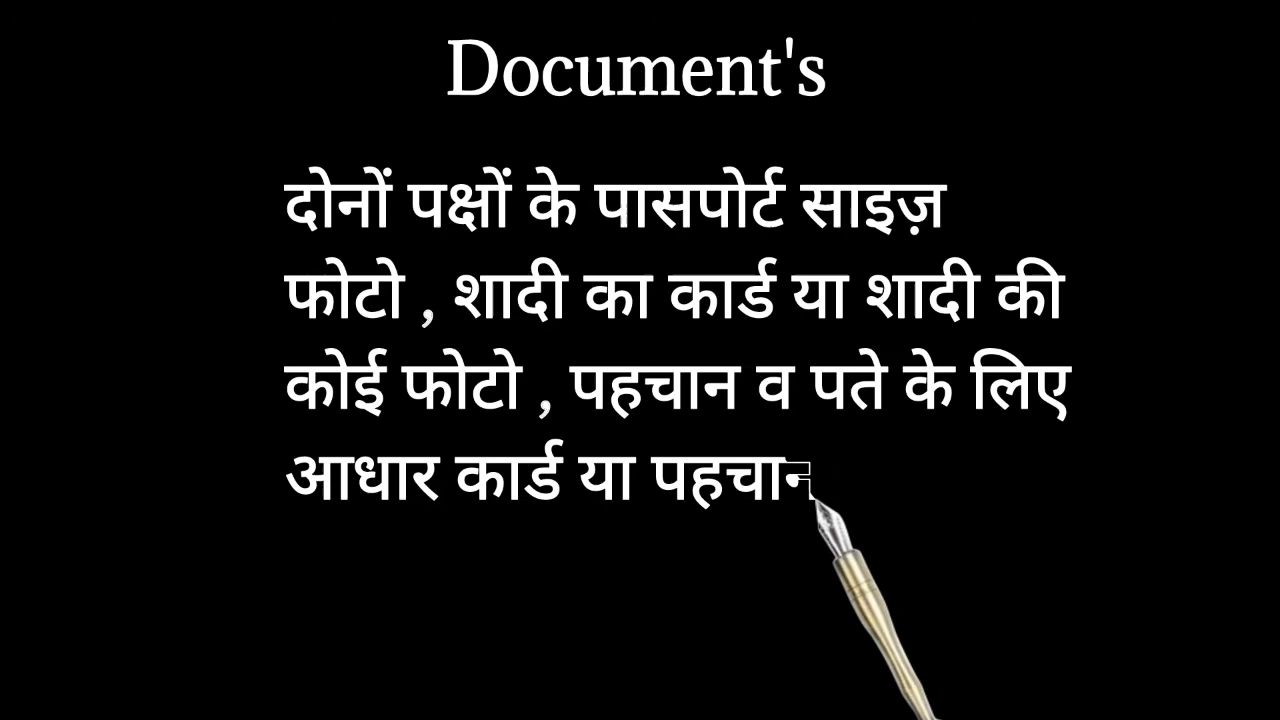 Document's
दोनों पक्षों के पासपोर्ट साइज़
फोटो , शादी का कार्ड या शादी की
कोई फोटो , पहचान व पते के लिए
आधार कार्ड या पहचान